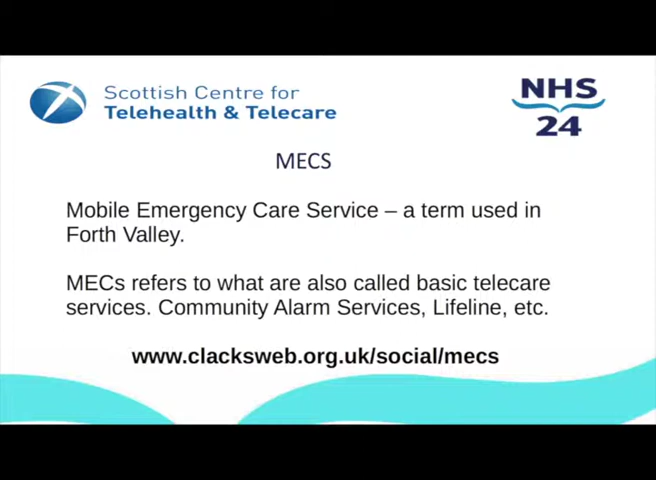 Scottish Centre for
Telehealth & Telecare
NHS
24
MECS
Mobile Emergency Care Service – a term used in
Forth Valley.
MECs refers to what are also called basic telecare
services. Community Alarm Services, Lifeline, etc.
www.clacksweb.org.uk/social/mecs